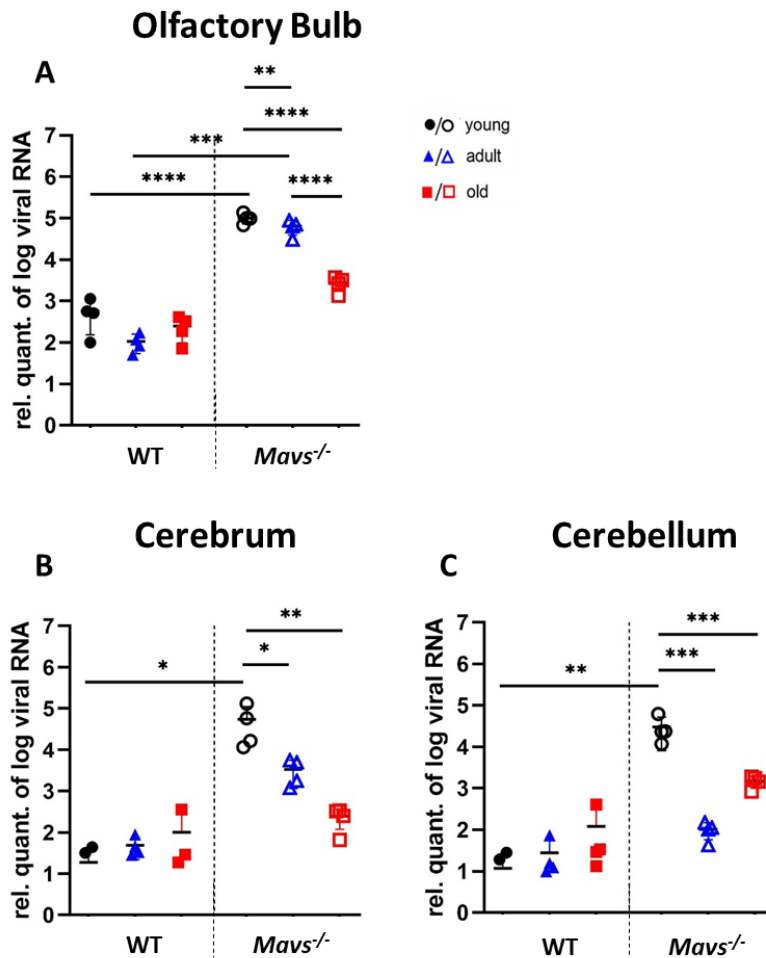 Olfactory Bulb
A
**
****
***
****
****
rel. quant. of log viral RNA
7
6
5
4
3
2
1
0
WT
Mavs-/-
●/○ young
▲/△ adult
■/□ old
Cerebrum
B
**
*
*
rel. quant. of log viral RNA
7
6
5
4
3
2
1
0
WT
Mavs-/-
Cerebellum
C
***
***
**
rel. quant. of log viral RNA
7
6
5
4
3
2
1
0
WT
Mavs-/-